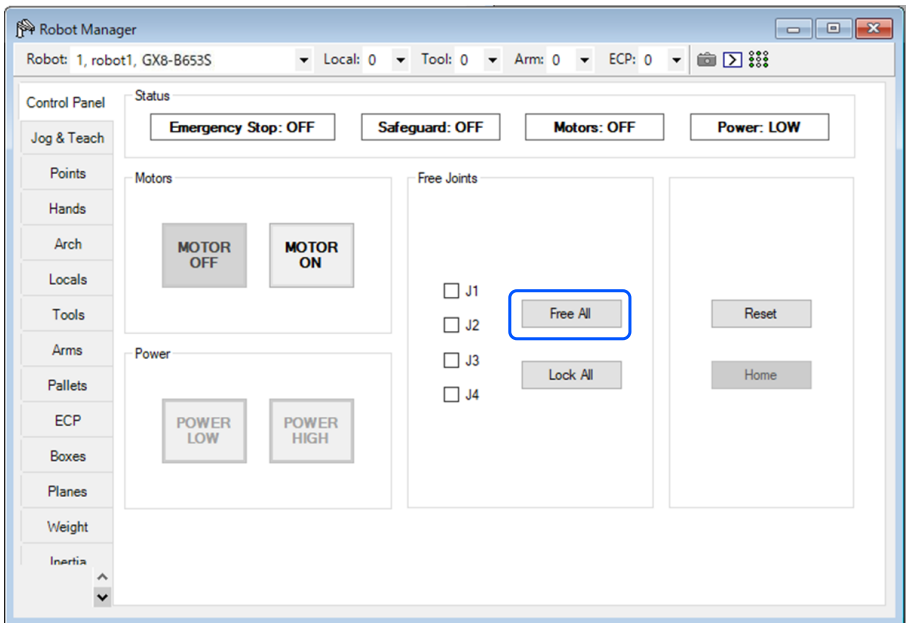 Robot Manager
Robot: 1, robot1, GX8-B653S Local: 0 Tool: 0 Arm: 0 ECP: 0
Control Panel
Jog & Teach
Points
Hands
Arch
Locals
Tools
Arms
Pallets
ECP
Boxes
Planes
Weight
Inertia
Status
Emergency Stop: OFF Safeguard: OFF Motors: OFF Power: LOW
Motors
MOTOR
OFF
MOTOR
ON
Power
POWER
LOW
POWER
HIGH
Free Joints
J1
J2
J3
J4
Free All
Lock All
Reset
Home